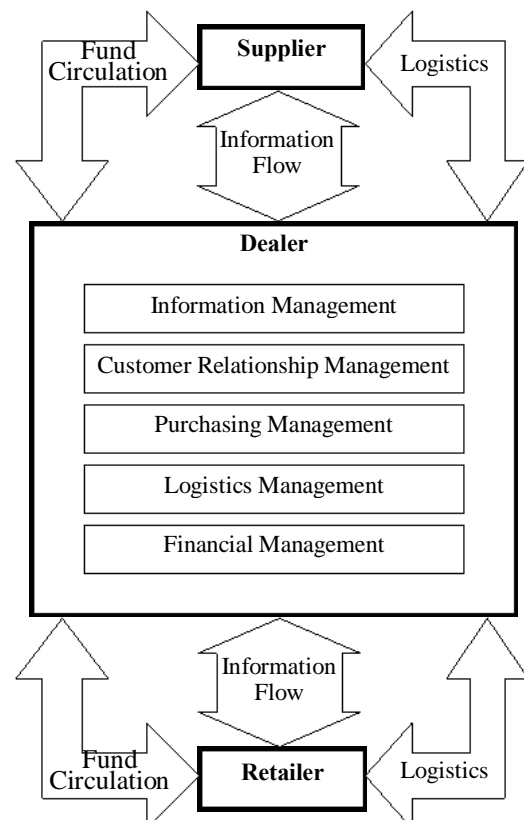 Fund
Circulation
Supplier
Logistics
Information
Flow
Dealer
Information Management
Customer Relationship Management
Purchasing Management
Logistics Management
Financial Management
Information
Flow
Fund
Circulation
Retailer
Logistics